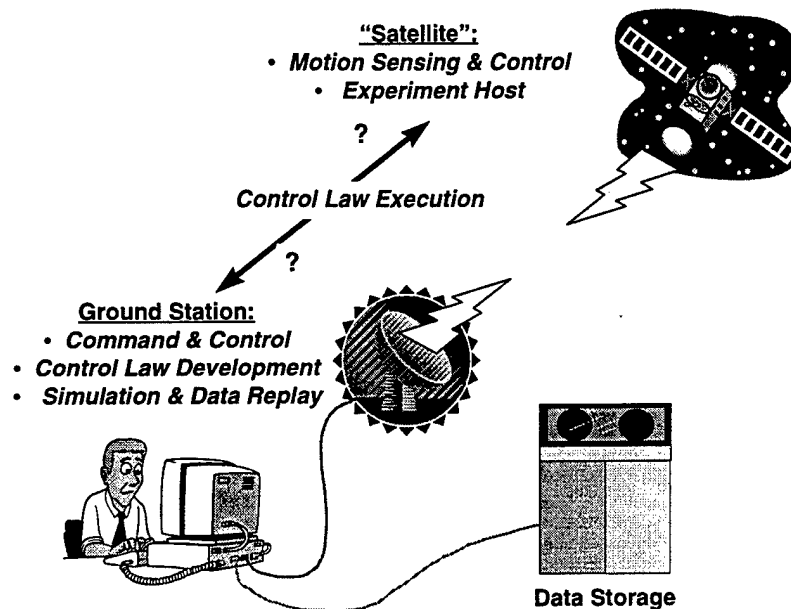 “Satellite”:
• Motion Sensing & Control
• Experiment Host
?
Control Law Execution
?
Ground Station:
• Command & Control
• Control Law Development
• Simulation & Data Replay
Data Storage